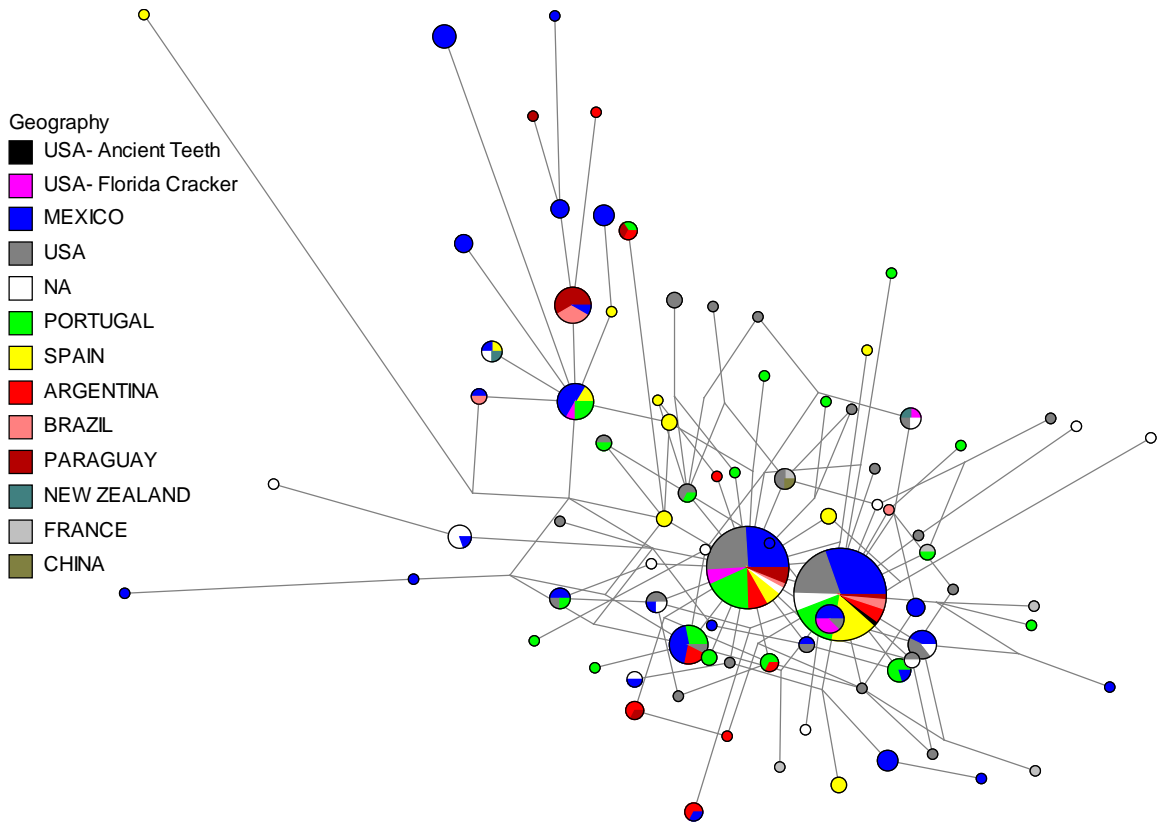 Geography
USA- Ancient Teeth
USA- Florida Cracker
MEXICO
USA
NA
PORTUGAL
SPAIN
ARGENTINA
BRAZIL
PARAGUAY
NEW ZEALAND
FRANCE
CHINA